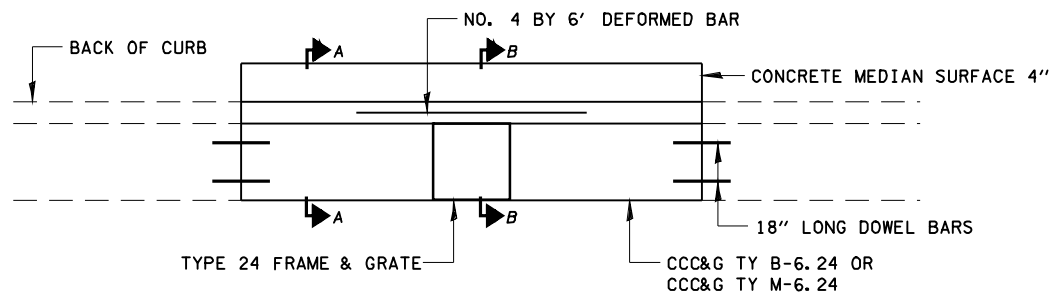 NO. 4 BY 6' DEFORMED BAR
BACK OF CURB
A
B
CONCRETE MEDIAN SURFACE 4"
A
B
18" LONG DOWEL BARS
TYPE 24 FRAME & GRATE
CCC&G TY B-6.24 OR
CCC&G TY M-6.24